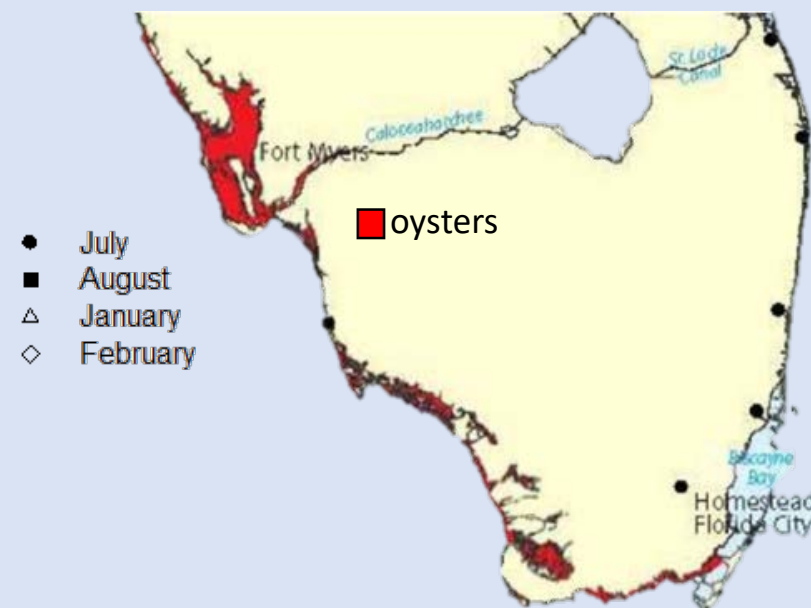 St. Lucie
Canal
Caloosahatchee
Fort Myers
oysters
July
August
January
February
Biscayne
Bay
Homestead
Florida City